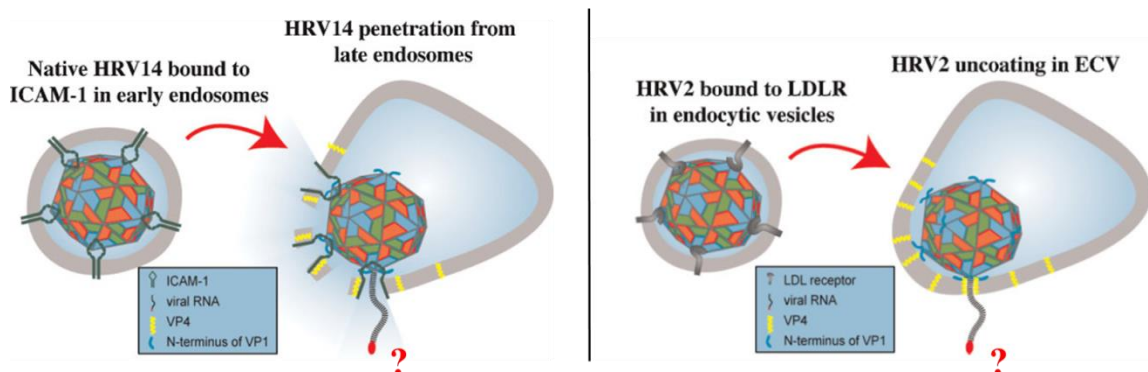 HRV14 penetration from
late endosomes
Native HRV14 bound to
ICAM-1 in early endosomes
ICAM-1
viral RNA
VP4
N-terminus of VP1
?
HRV2 uncoating in ECV
HRV2 bound to LDLR
in endocytic vesicles
LDL receptor
viral RNA
VP4
N-terminus of VP1
?